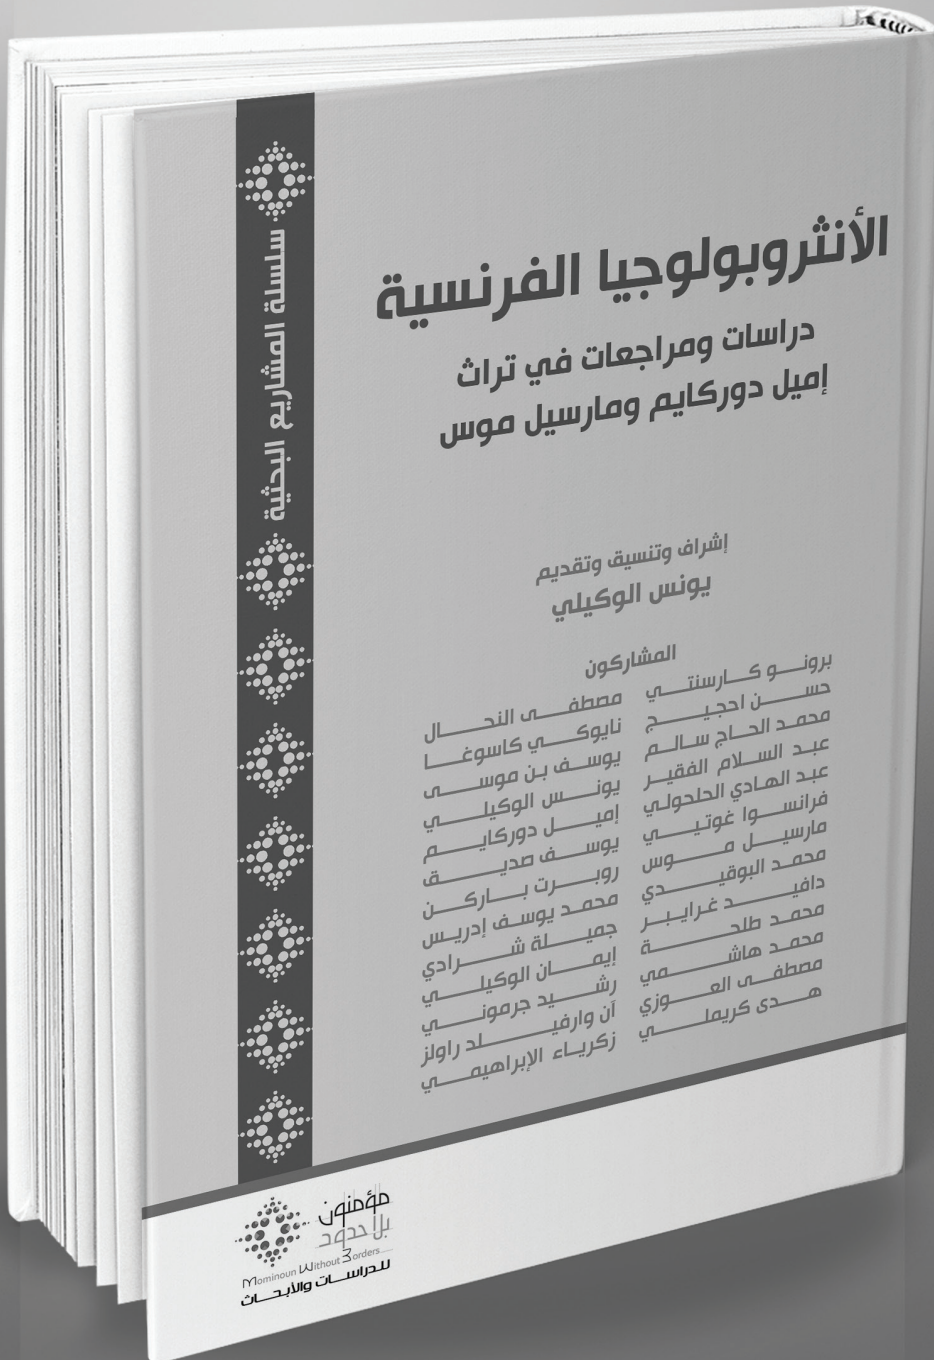 سلسلة المشاريع البحثية
الأنثروبولوجيا الفرنسية
دراسات ومراجعات في تراث
إميل دوركايم ومارسيل موس
إشراف وتنسيق وتقديم
يونس الوكيلي
المشاركون
برونو كارسنتي
حسن احجيج
محمد الحاج سالم
عبد السلام الفقير
عبد الهادي الحلحولي
فرانسوا غوتيي
مارسيل موس
محمد البوقيدي
دافيد غرايبر
محمد طلحة
محمد هاشمي
مصطفى العوزي
هدى كريملي
مصطفى النحال
نايوكي كاسوغا
يوسف بن موسى
يونس الوكيلي
إميل دوركايم
يوسف صديق
روبرت باركن
محمد يوسف إدريس
جميلة شرادي
إيمان الوكيلي
رشيد جرموني
آن وارفيلد راولز
زكرياء الإبراهيمي
مؤمنون
بلا حدود
Mominoun Without Borders
للدراسات والأبحاث